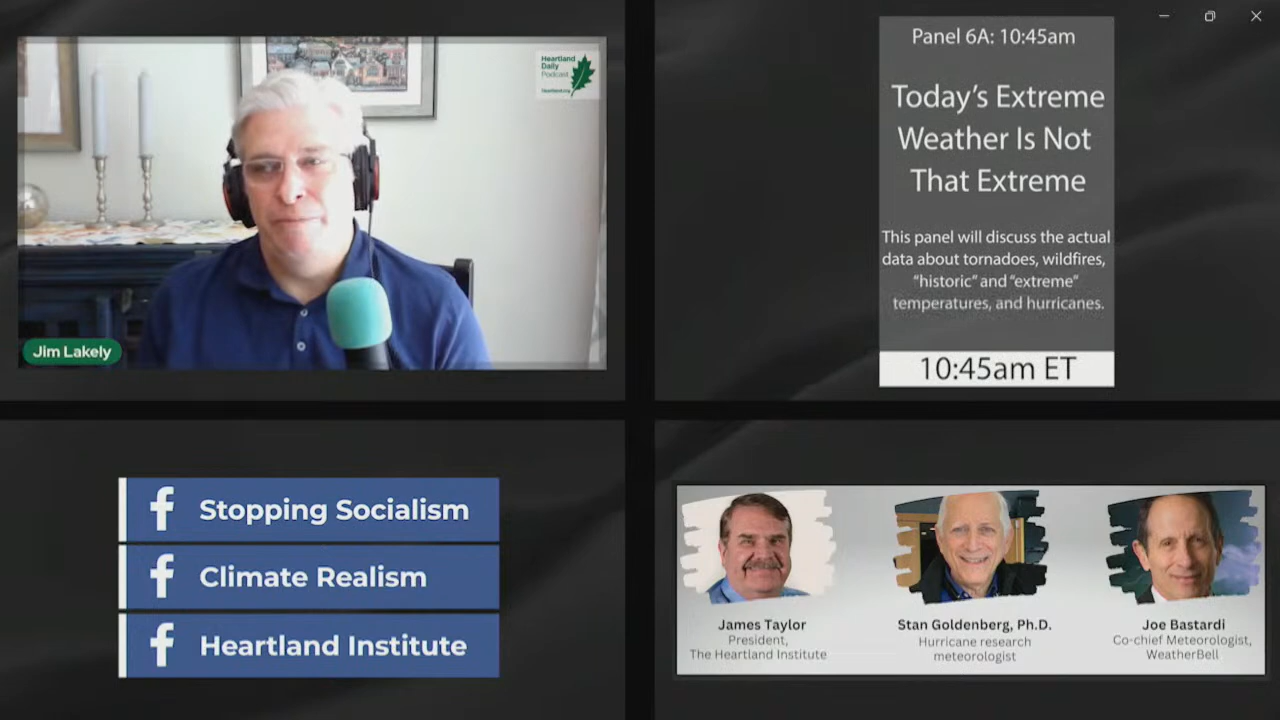 Heartland
Daily
Podcast
Heartland.org
Jim Lakely
Panel 6A: 10:45am
Today's Extreme
Weather Is Not
That Extreme
This panel will discuss the actual
data about tornadoes, wildfires,
“historic” and “extreme”
temperatures, and hurricanes.
10:45am ET
Stopping Socialism
Climate Realism
Heartland Institute
James Taylor
President,
The Heartland Institute
Stan Goldenberg, Ph.D.
Hurricane research
meteorologist
Joe Bastardi
Co-chief Meteorologist,
WeatherBell